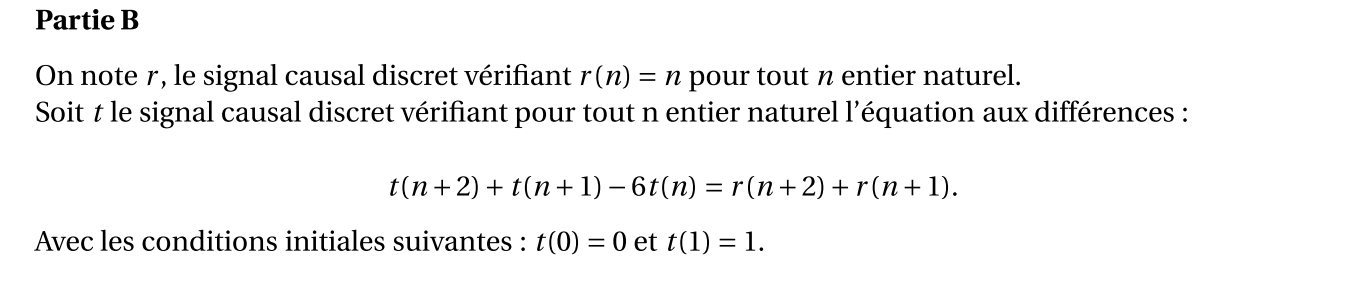 Partie B
On note r, le signal causal discret vérifiant r(n) = n pour tout n entier naturel.
Soit t le signal causal discret vérifiant pour tout n entier naturel l'équation aux différences :
t(n+2) + t(n+1) − 6t(n) = r(n+2) + r(n+1).
Avec les conditions initiales suivantes : t(0) = 0 et t(1) = 1.